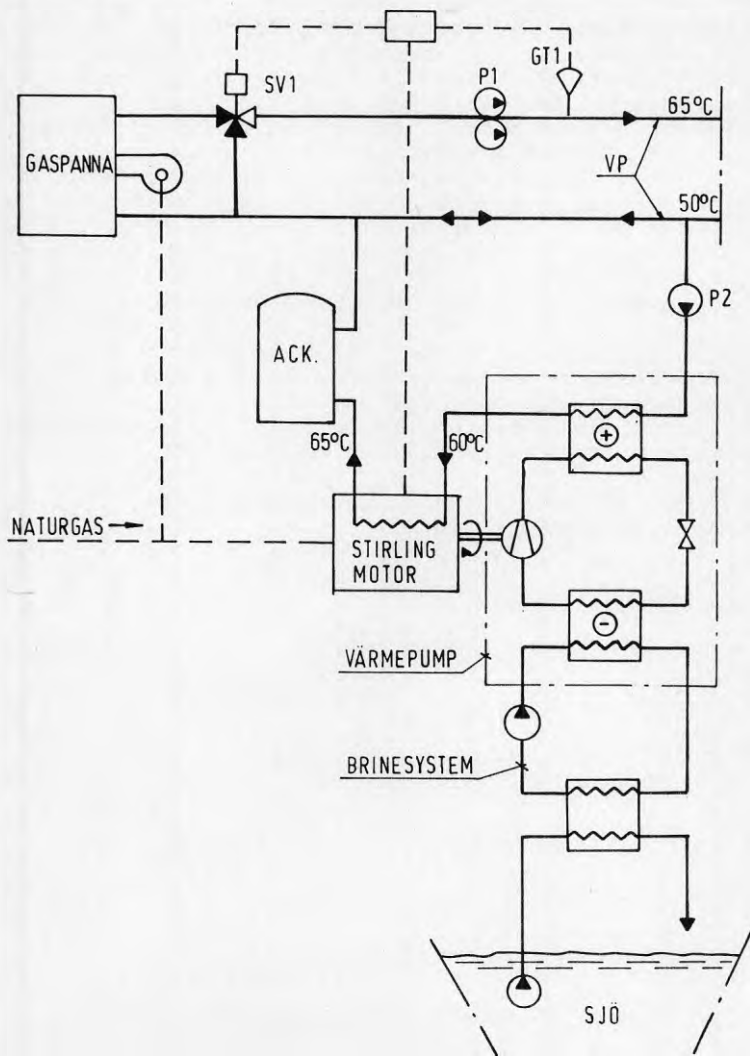 GT1
P1
SV1
65°C
GASPANNA
VP
50°C
P2
ACK.
+
65°C
60°C
NATURGAS
STIRLING
MOTOR
-
VÄRMEPUMP
BRINESYSTEM
SJÖ